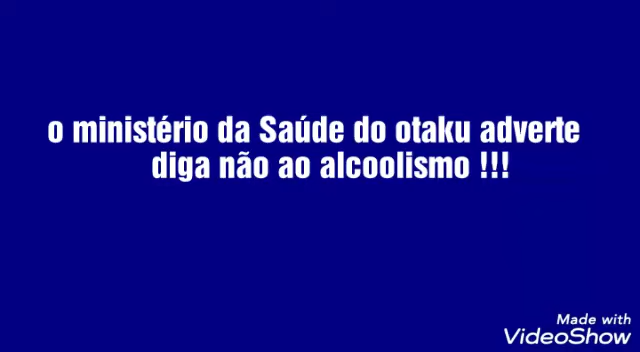 o ministério da Saúde do otaku adverte
diga não ao alcoolismo !!!
Made with
VideoShow